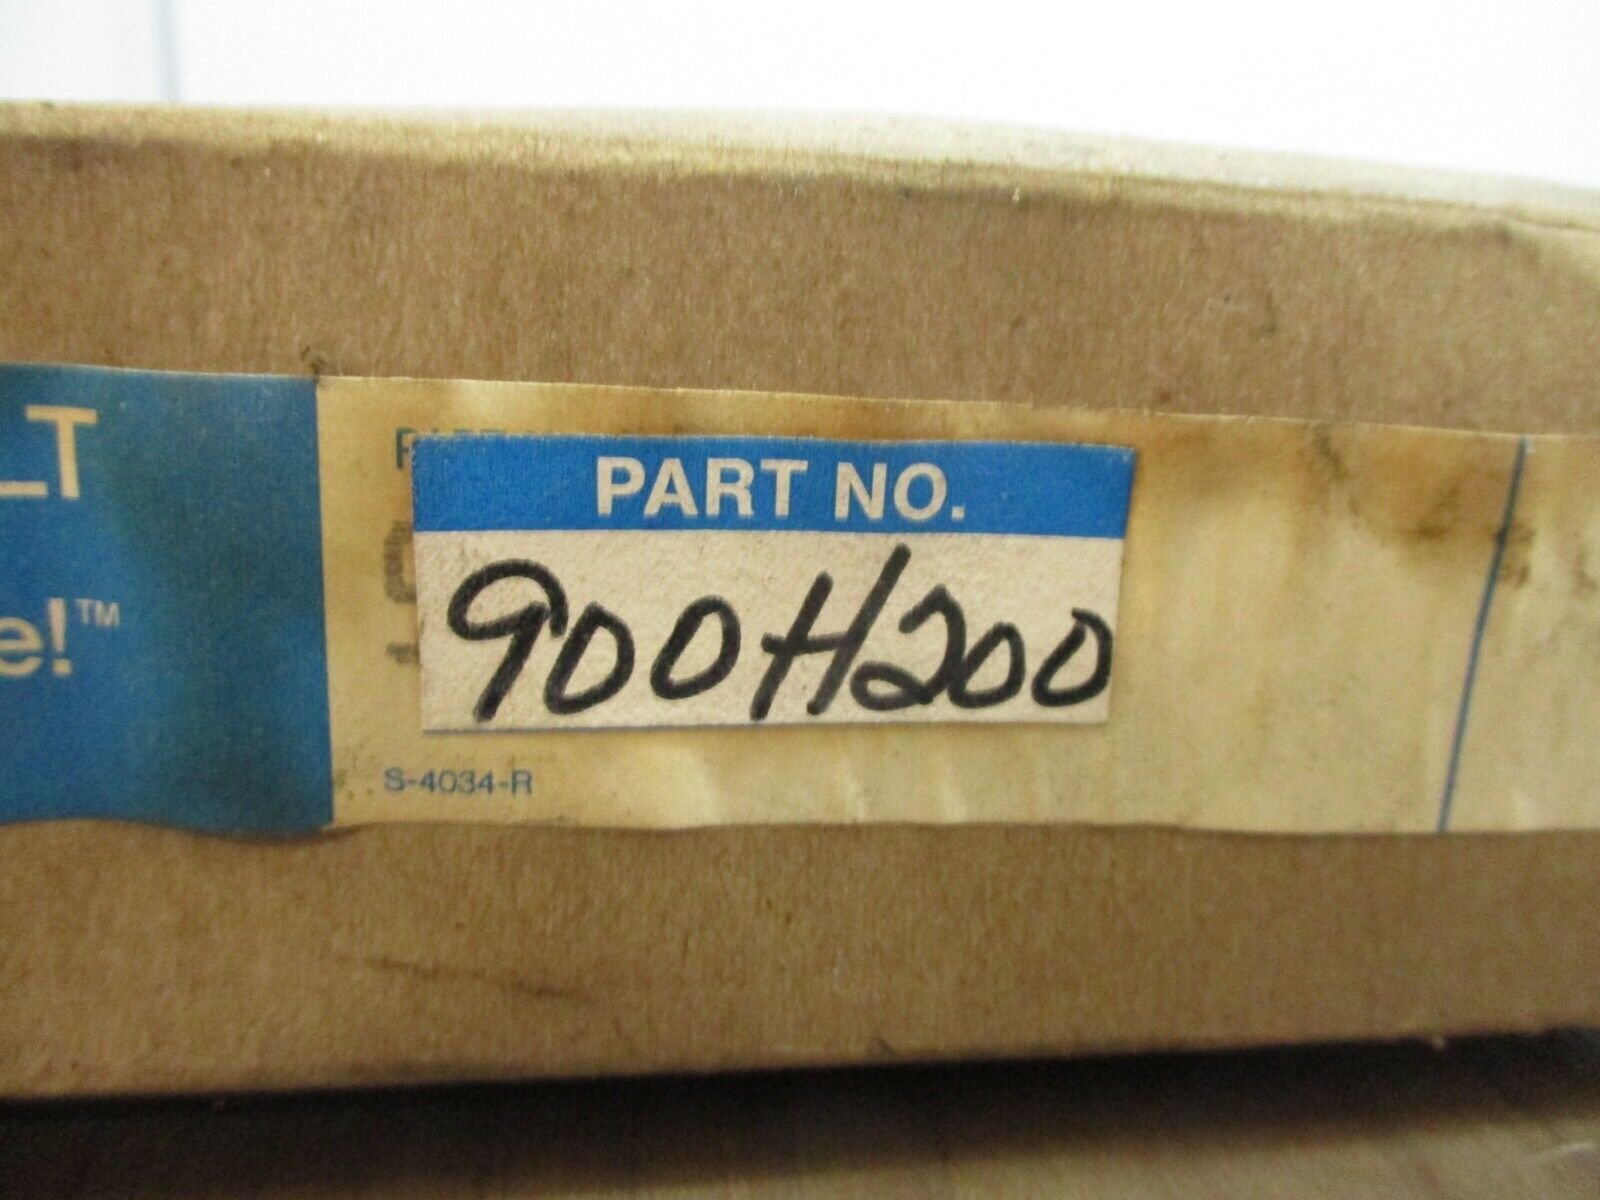 LT
e!™
PART NO.
900H200
S-4034-R